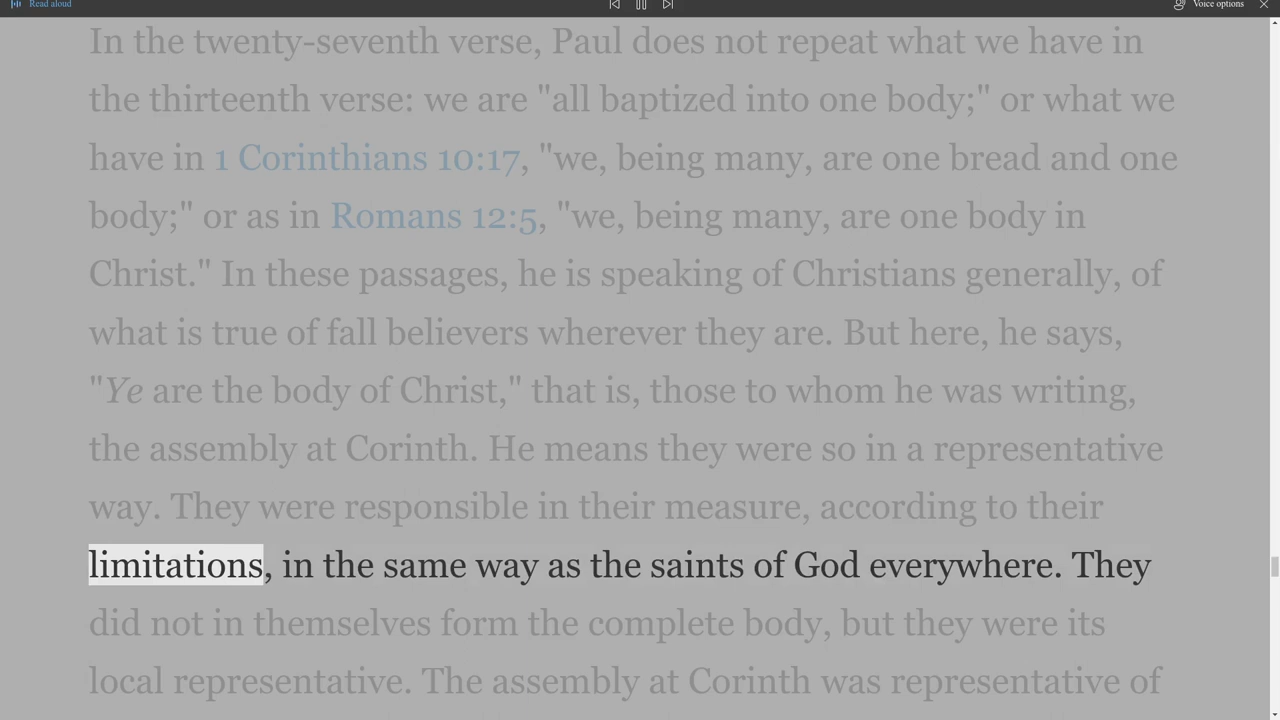 Read aloud
Voice options
In the twenty-seventh verse, Paul does not repeat what we have in
the thirteenth verse: we are "all baptized into one body;" or what we
have in 1 Corinthians 10:17, "we, being many, are one bread and one
body;" or as in Romans 12:5, "we, being many, are one body in
Christ." In these passages, he is speaking of Christians generally, of
what is true of fall believers wherever they are. But here, he says,
"Ye are the body of Christ," that is, those to whom he was writing,
the assembly at Corinth. He means they were so in a representative
way. They were responsible in their measure, according to their
limitations, in the same way as the saints of God everywhere. They
did not in themselves form the complete body, but they were its
local representative. The assembly at Corinth was representative of